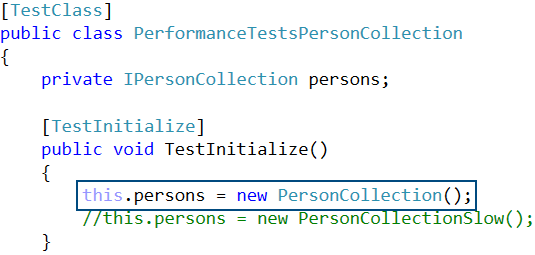 [TestClass]
public class PerformanceTestsPersonCollection
{
    private IPersonCollection persons;

    [TestInitialize]
    public void TestInitialize()
    {
        this.persons = new PersonCollection();
        //this.persons = new PersonCollectionSlow();
    }